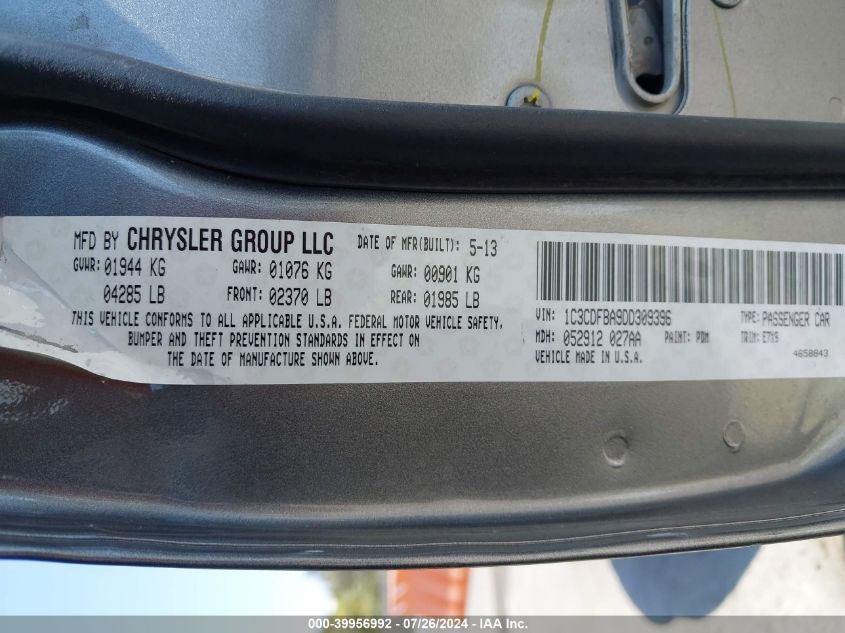 MFD BY CHRYSLER GROUP LLC DATE OF MFR(BUILT): 5-13
GVWR: 01944 KG GAWR: 01076 KG GAWR: 00901 KG
04285 LB FRONT: 02370 LB REAR: 01985 LB
THIS VEHICLE CONFORMS TO ALL APPLICABLE U.S.A. FEDERAL MOTOR VEHICLE SAFETY,
BUMPER AND THEFT PREVENTION STANDARDS IN EFFECT ON
THE DATE OF MANUFACTURE SHOWN ABOVE.
VIN: 1C3CDFBA9DD309396 TYPE: PASSENGER CAR
MDH: 052912 027AA PAINT: PDM TRIM: E7X9
VEHICLE MADE IN U.S.A. 4658843
000-39956992 / 07/26/2024 - © IAA, Inc.